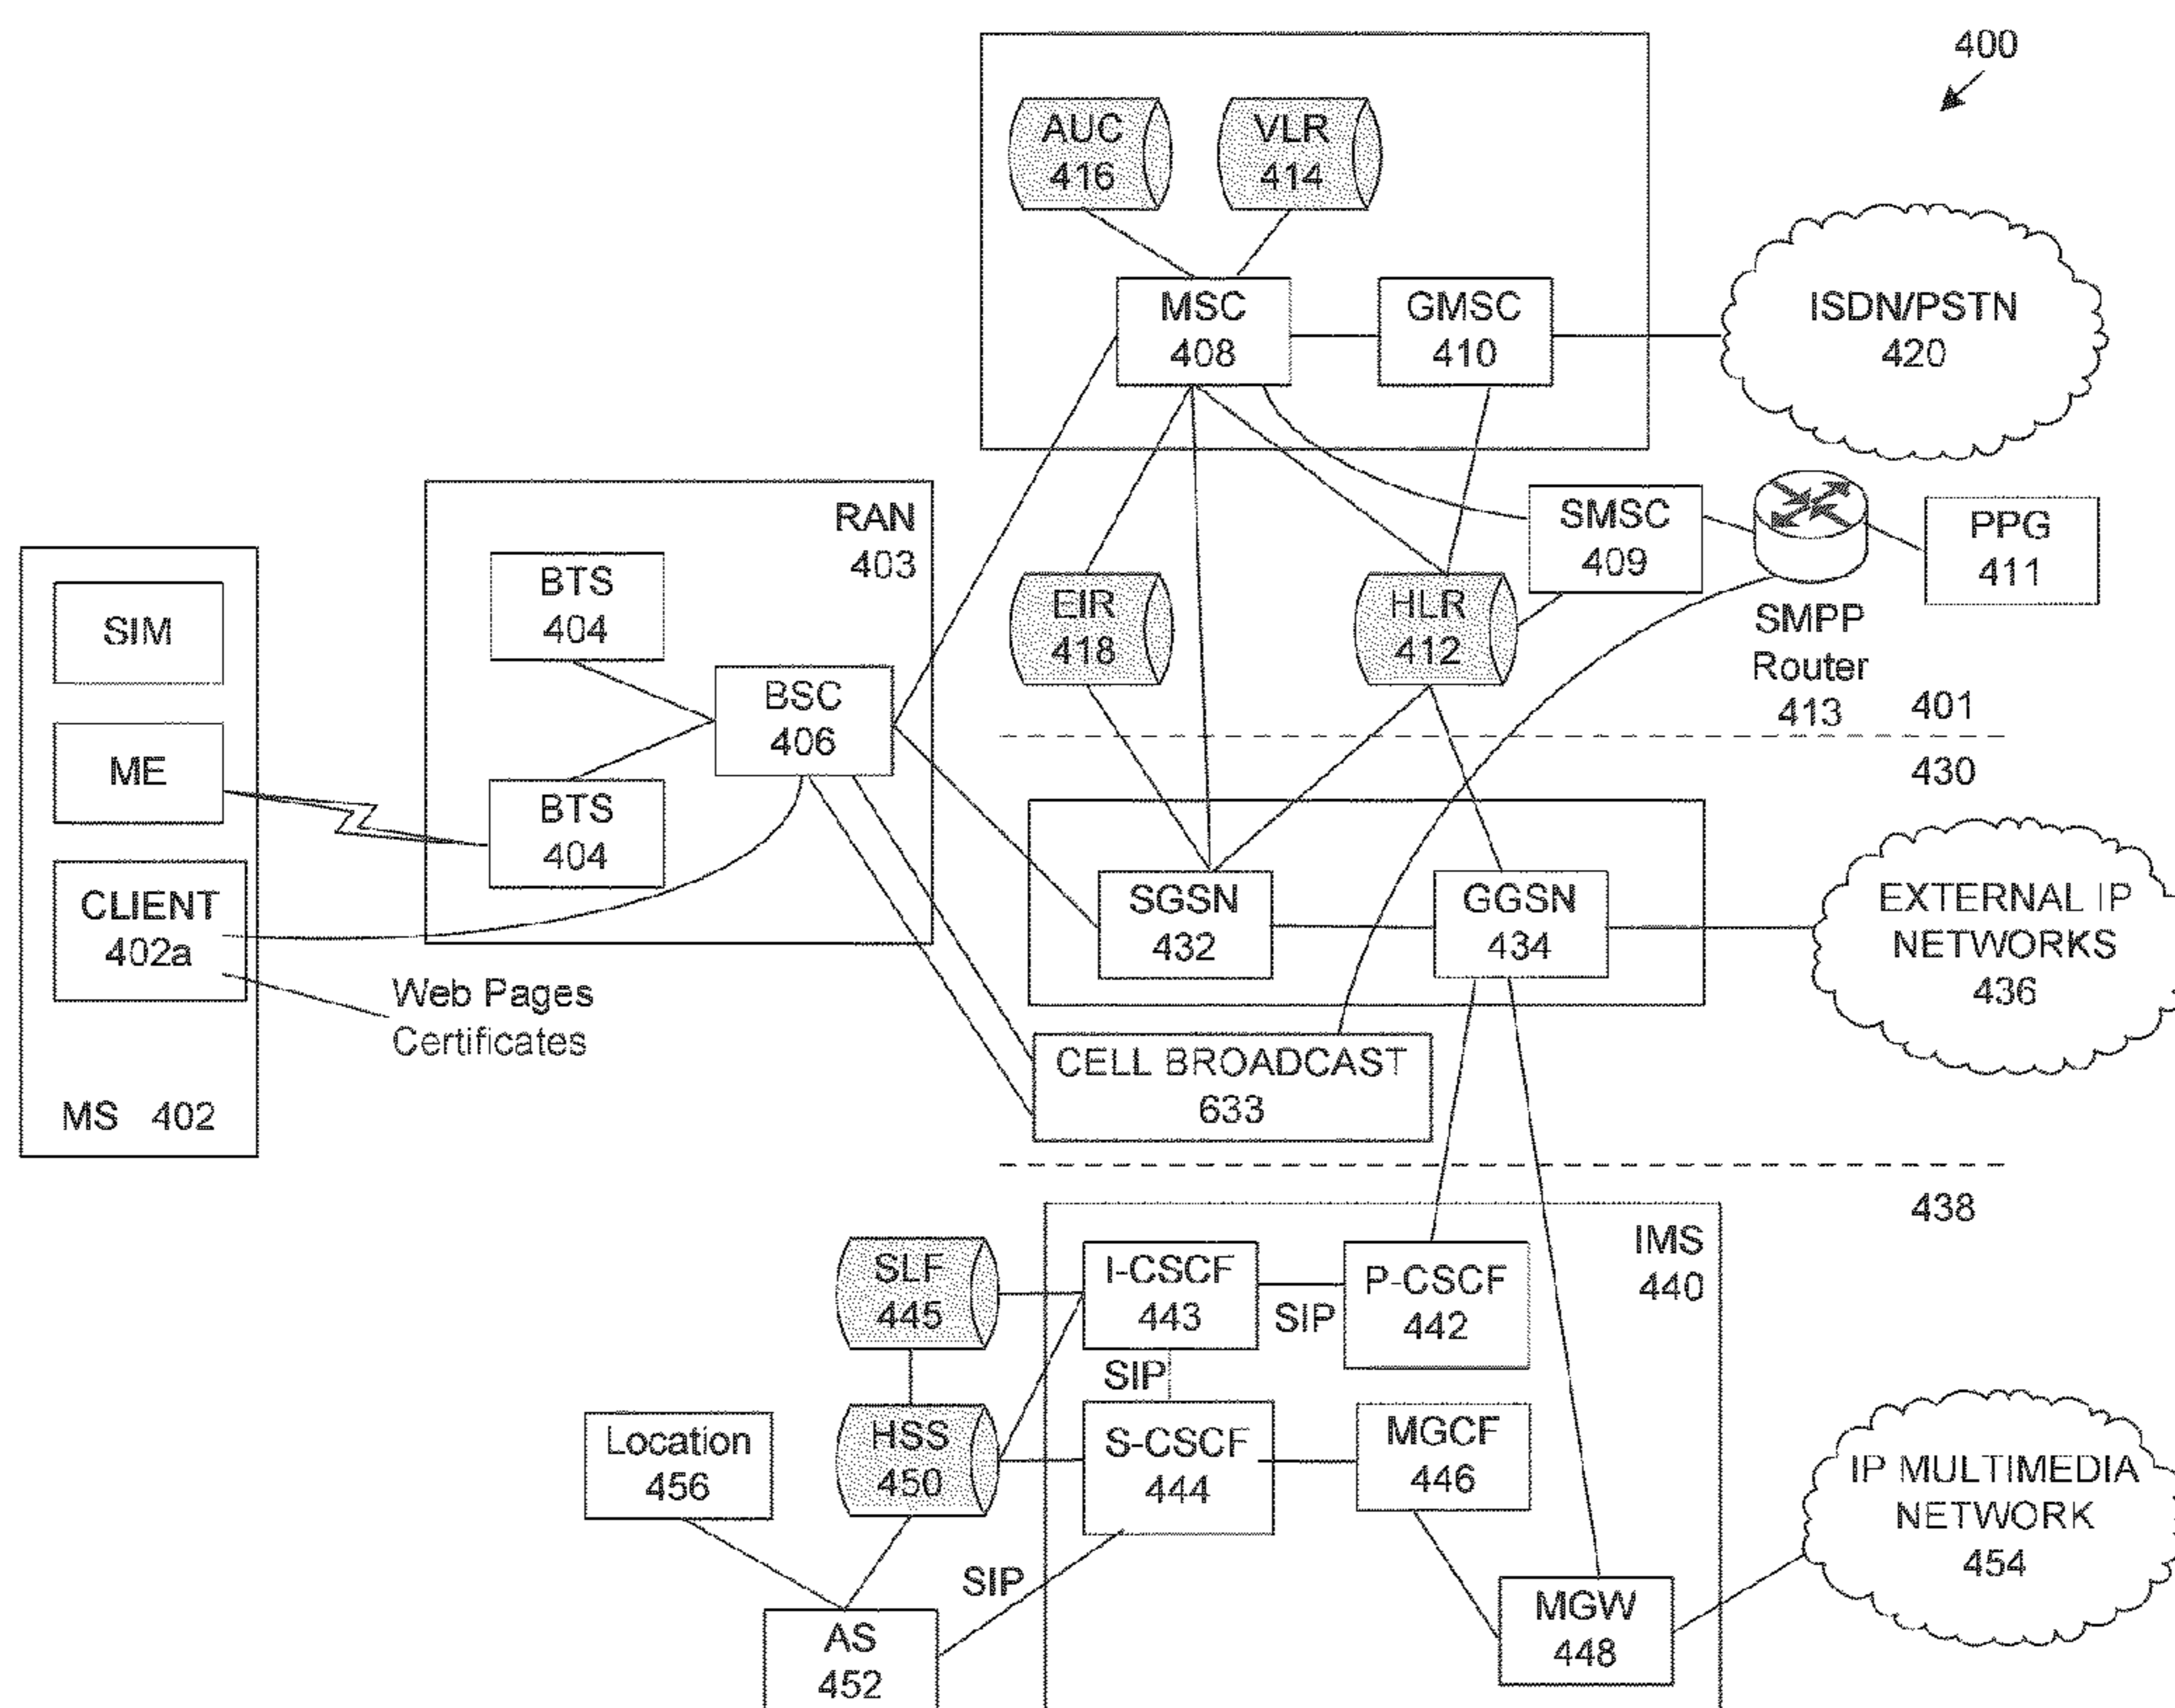 400
AUC
416
VLR
414
MSC
408
GMSC
410
ISDN/PSTN
420
RAN
403
BTS
404
BSC
406
BTS
404
SIM
ME
CLIENT
402a
Web Pages
Certificates
MS 402
EIR
418
HLR
412
SMSC
409
SMPP
Router
413
PPG
411
401
430
SGSN
432
GGSN
434
EXTERNAL IP
NETWORKS
436
CELL BROADCAST
633
438
IMS
440
SLF
445
I-CSCF
443
SIP
P-CSCF
442
SIP
Location
456
HSS
450
S-CSCF
444
MGCF
446
IP MULTIMEDIA
NETWORK
454
SIP
AS
452
MGW
448